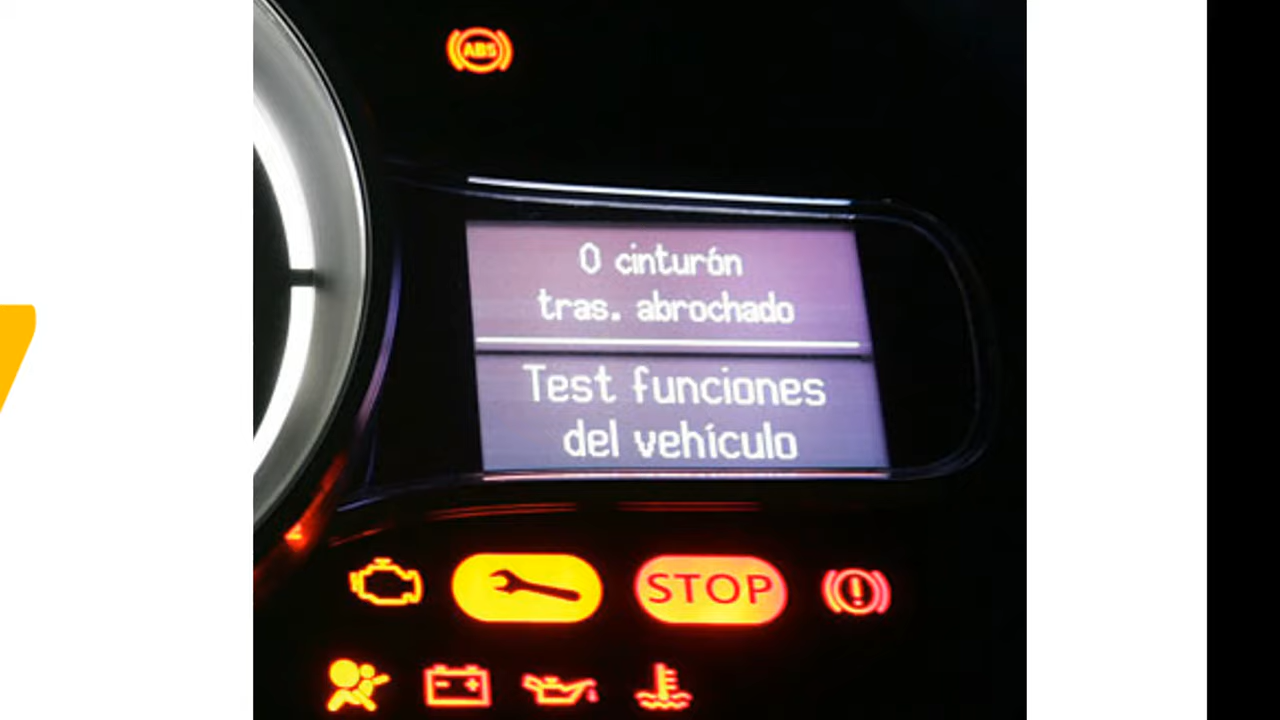 ABS
0 cinturón
tras. abrochado
Test funciones
del vehículo
STOP